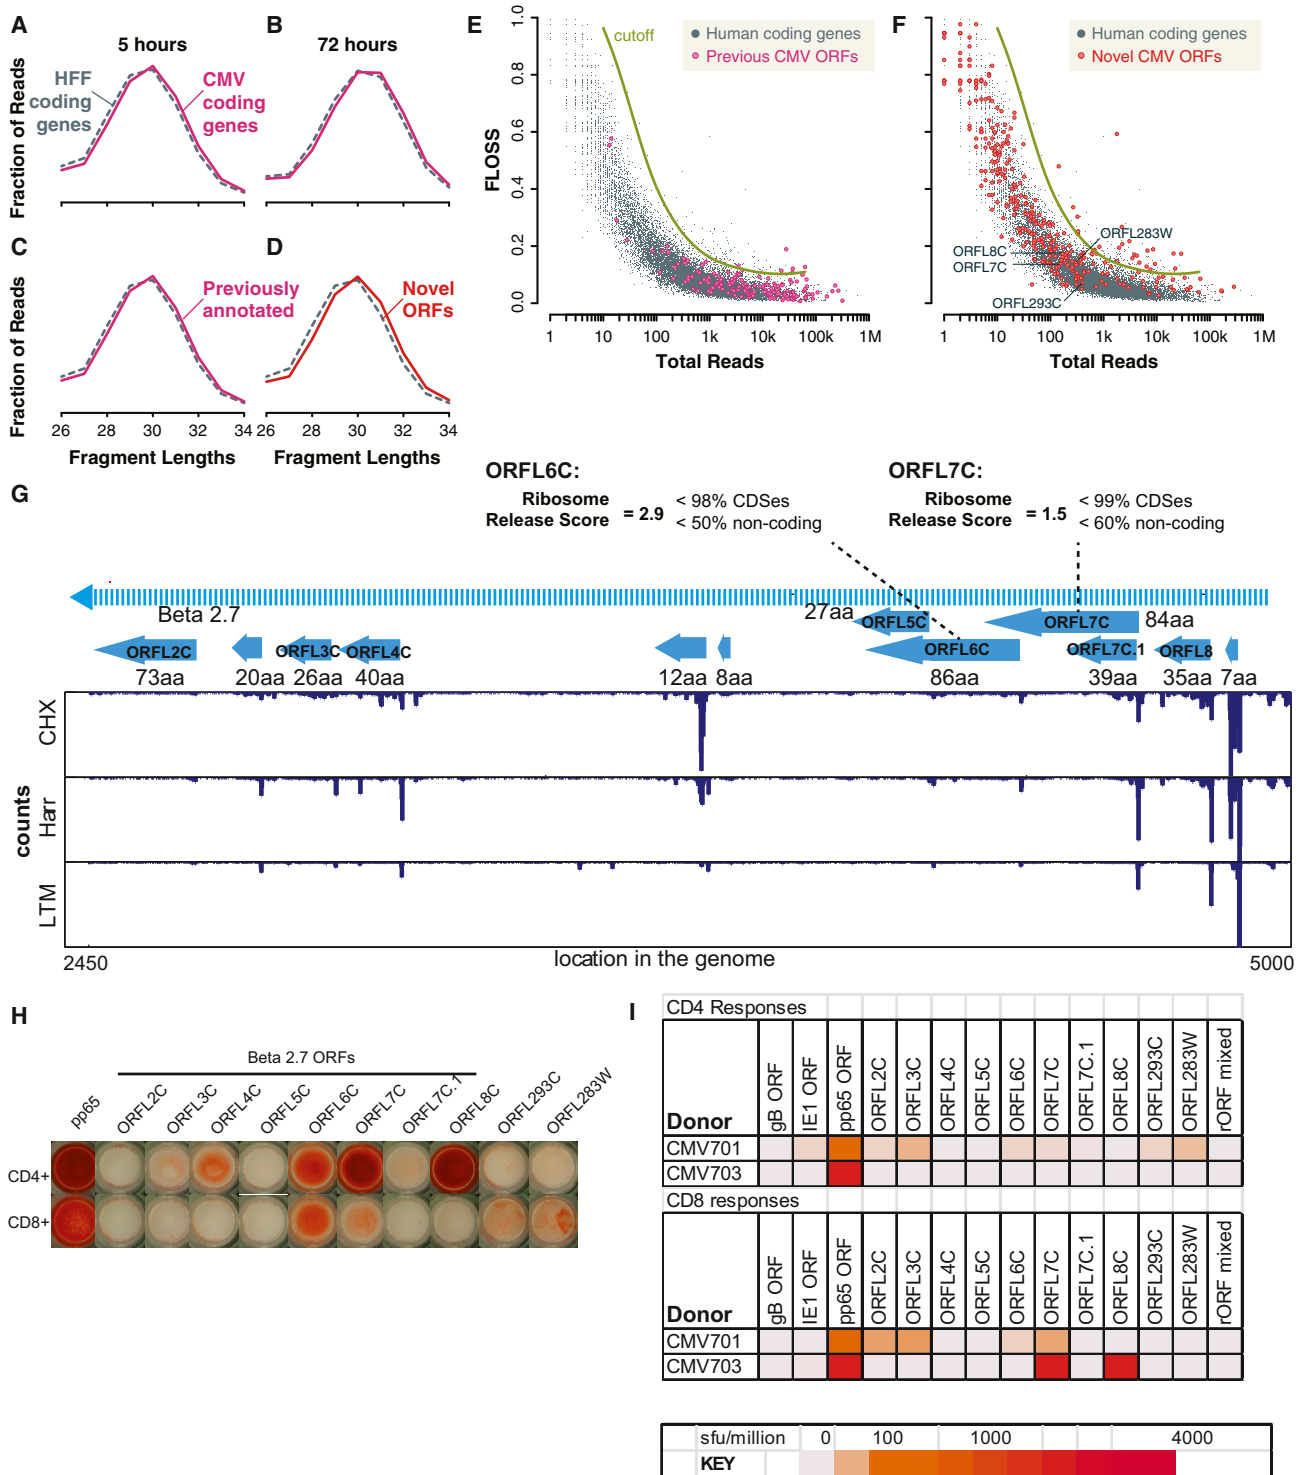 A
B
5 hours
72 hours
Fraction of Reads
HFF
coding
genes
CMV
coding
genes
C
D
Fraction of Reads
Previously
annotated
Novel
ORFs
26 28 30 32 34
26 28 30 32 34
Fragment Lengths
Fragment Lengths
E
cutoff
Human coding genes
Previous CMV ORFs
FLOSS
0.0 0.2 0.4 0.6 0.8 1.0
1 10 100 1k 10k 100k 1M
Total Reads
F
Human coding genes
Novel CMV ORFs
ORFL283W
ORFL8C
ORFL7C
ORFL293C
1 10 100 1k 10k 100k 1M
Total Reads
G
ORFL6C:
Ribosome
Release Score
= 2.9
< 98% CDSes
< 50% non-coding
ORFL7C:
Ribosome
Release Score
= 1.5
< 99% CDSes
< 60% non-coding
Beta 2.7
27aa
ORFL5C
ORFL7C
84aa
ORFL2C
ORFL3C
ORFL4C
ORFL6C
ORFL7C.1
ORFL8
73aa
20aa
26aa
40aa
12aa
8aa
86aa
39aa
35aa
7aa
counts
CHX
Harr
LTM
2450
location in the genome
5000
H
Beta 2.7 ORFs
pp65
ORFL2C
ORFL3C
ORFL4C
ORFL5C
ORFL6C
ORFL7C
ORFL7C.1
ORFL8C
ORFL293C
ORFL283W
CD4+
CD8+
I
CD4 Responses
Donor
gB ORF
IE1 ORF
pp65 ORF
ORFL2C
ORFL3C
ORFL4C
ORFL5C
ORFL6C
ORFL7C
ORFL7C.1
ORFL8C
ORFL293C
ORFL283W
rORF mixed
CMV701
CMV703
CD8 responses
Donor
gB ORF
IE1 ORF
pp65 ORF
ORFL2C
ORFL3C
ORFL4C
ORFL5C
ORFL6C
ORFL7C
ORFL7C.1
ORFL8C
ORFL293C
ORFL283W
rORF mixed
CMV701
CMV703
sfu/million 0 100 1000 4000
KEY